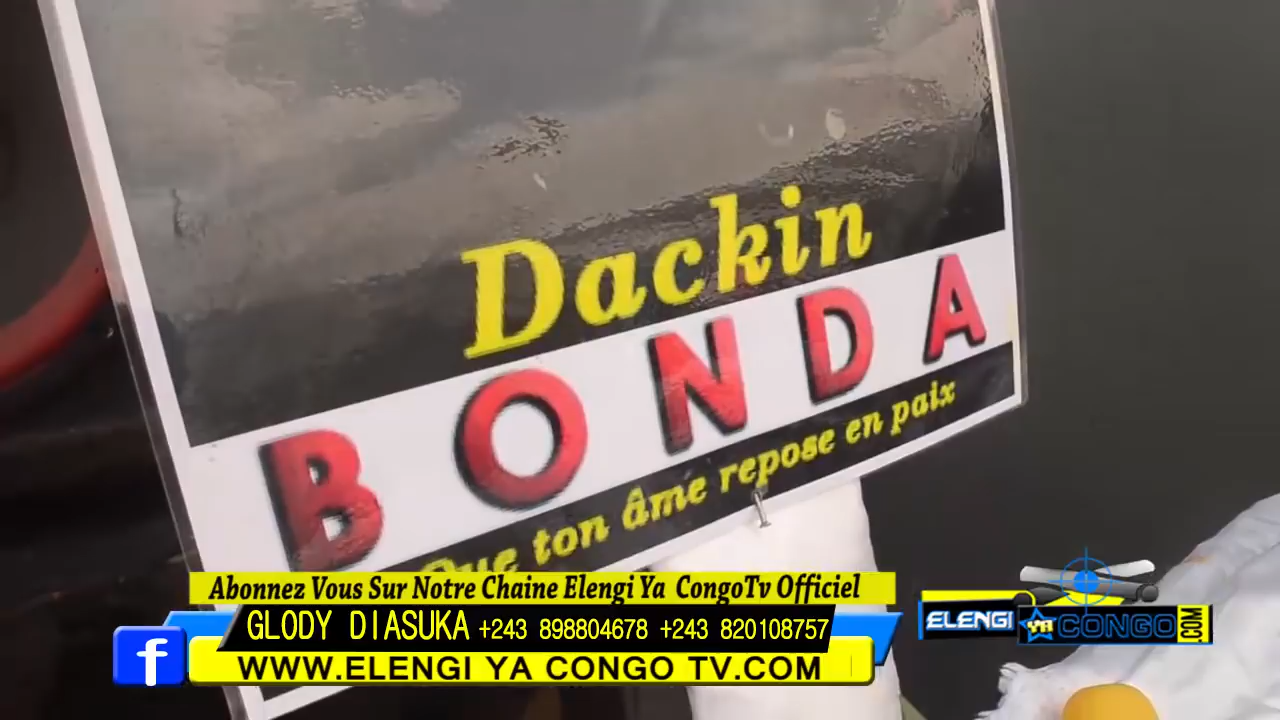 Dackin
BONDA
Que ton âme repose en paix
Abonnez Vous Sur Notre Chaine Elengi Ya CongoTv Officiel
GLODY DIASUKA +243 898804678 +243 820108757
f WWW.ELENGI YA CONGO TV.COM
ELENGI YA CONGO .COM